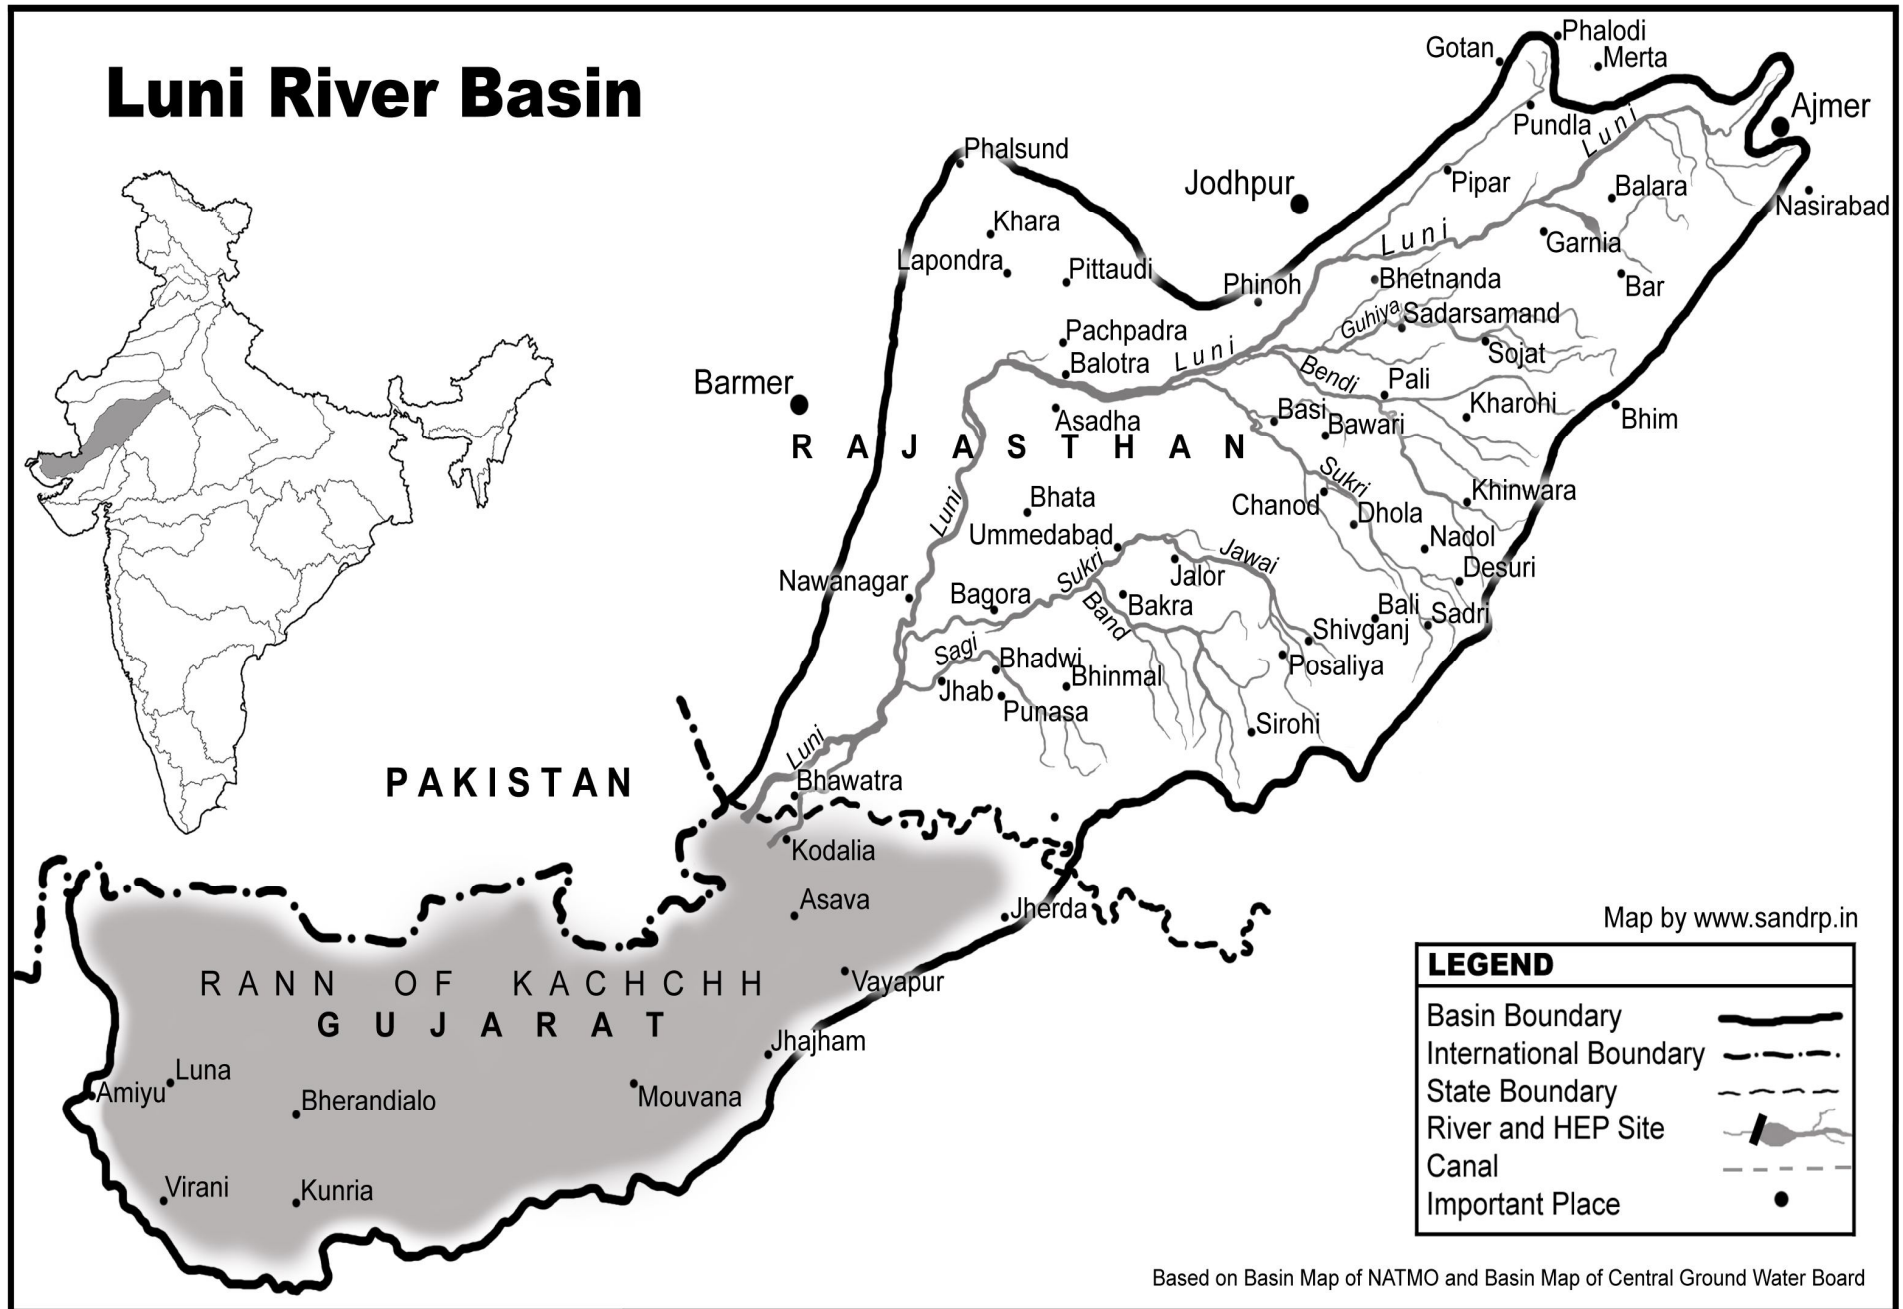 Luni River Basin
Phalodi
Gotan
Merta
Ajmer
Pundla
Luni
Phalsund
Jodhpur
Pipar
Balara
Nasirabad
Khara
Luni
Garnia
Lapondra
Pittaudi
Phinoh
Bhetnanda
Bar
Guhiya
Sadarsamand
Pachpadra
Luni
Sojat
Balotra
Barmer
Bendi
Pali
Asadha
Basi
Kharohi
Bawari
Bhim
RAJASTHAN
Sukri
Luni
Bhata
Chanod
Khinwara
Dhola
Ummedabad
Nadol
Jawai
Sukri
Jalor
Desuri
Nawanagar
Bagora
Bakra
Band
Bali
Sadri
Shivganj
Sagi
Bhadwi
Posaliya
Bhinmal
Jhab
Punasa
Sirohi
Luni
PAKISTAN
Bhawatra
Kodalia
Asava
Jherda
RANN OF KACHCHH
Vayapur
GUJARAT
Jhajham
Luna
Amiyu
Bherandialo
Mouvana
Virani
Kunria
Map by www.sandrp.in
LEGEND
Basin Boundary
International Boundary
State Boundary
River and HEP Site
Canal
Important Place
Based on Basin Map of NATMO and Basin Map of Central Ground Water Board